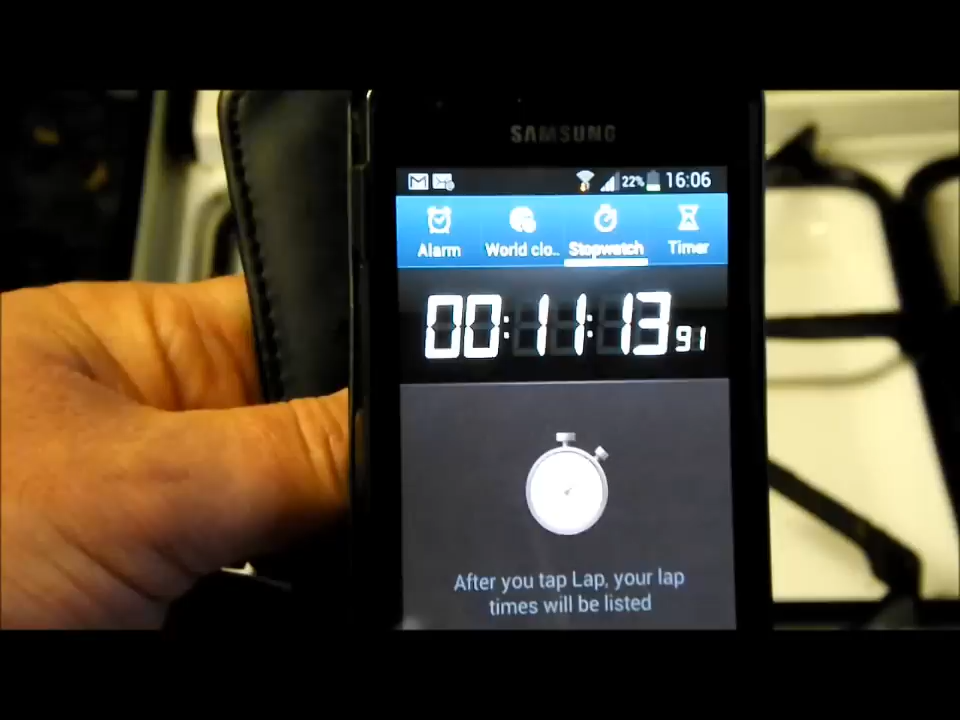 SAMSUNG
22% 16:06
Alarm World clo.. Stopwatch Timer
00:11:13 91
After you tap Lap, your lap
times will be listed